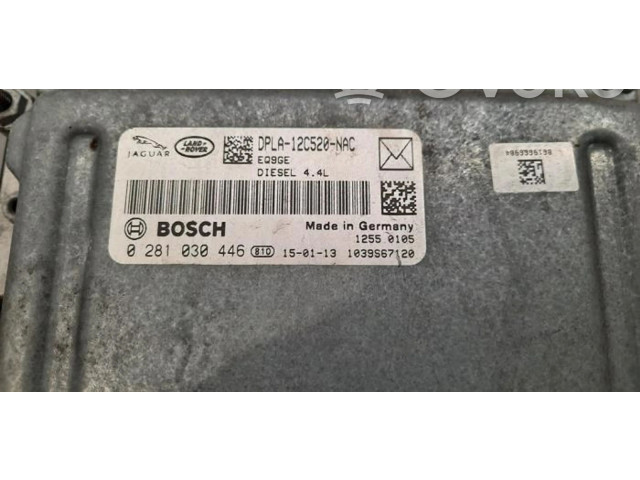 JAGUAR
LAND ROVER
DPLA-12C520-NAC
EQ9GE
DIESEL 4.4L
BOSCH
Made in Germany
1255 0105
0 281 030 446 810 15-01-13 1039S67120